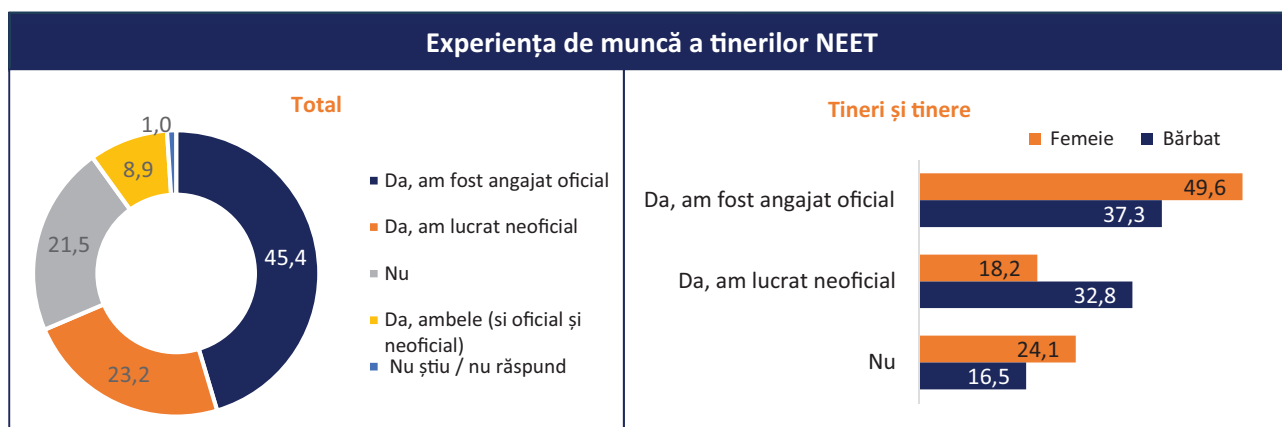 Experiența de muncă a tinerilor NEET
Total
1,0
8,9
21,5
45,4
23,2
Da, am fost angajat oficial
Da, am lucrat neoficial
Nu
Da, ambele (si oficial și
neoficial)
Nu știu / nu răspund
Tineri și tinere
Femeie Bărbat
Da, am fost angajat oficial
49,6
37,3
Da, am lucrat neoficial
18,2
32,8
Nu
24,1
16,5